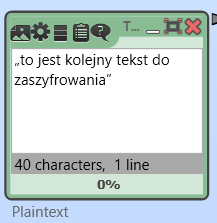 T...
„to jest kolejny tekst do
zaszyfrowania”
40 characters, 1 line
0%
Plaintext